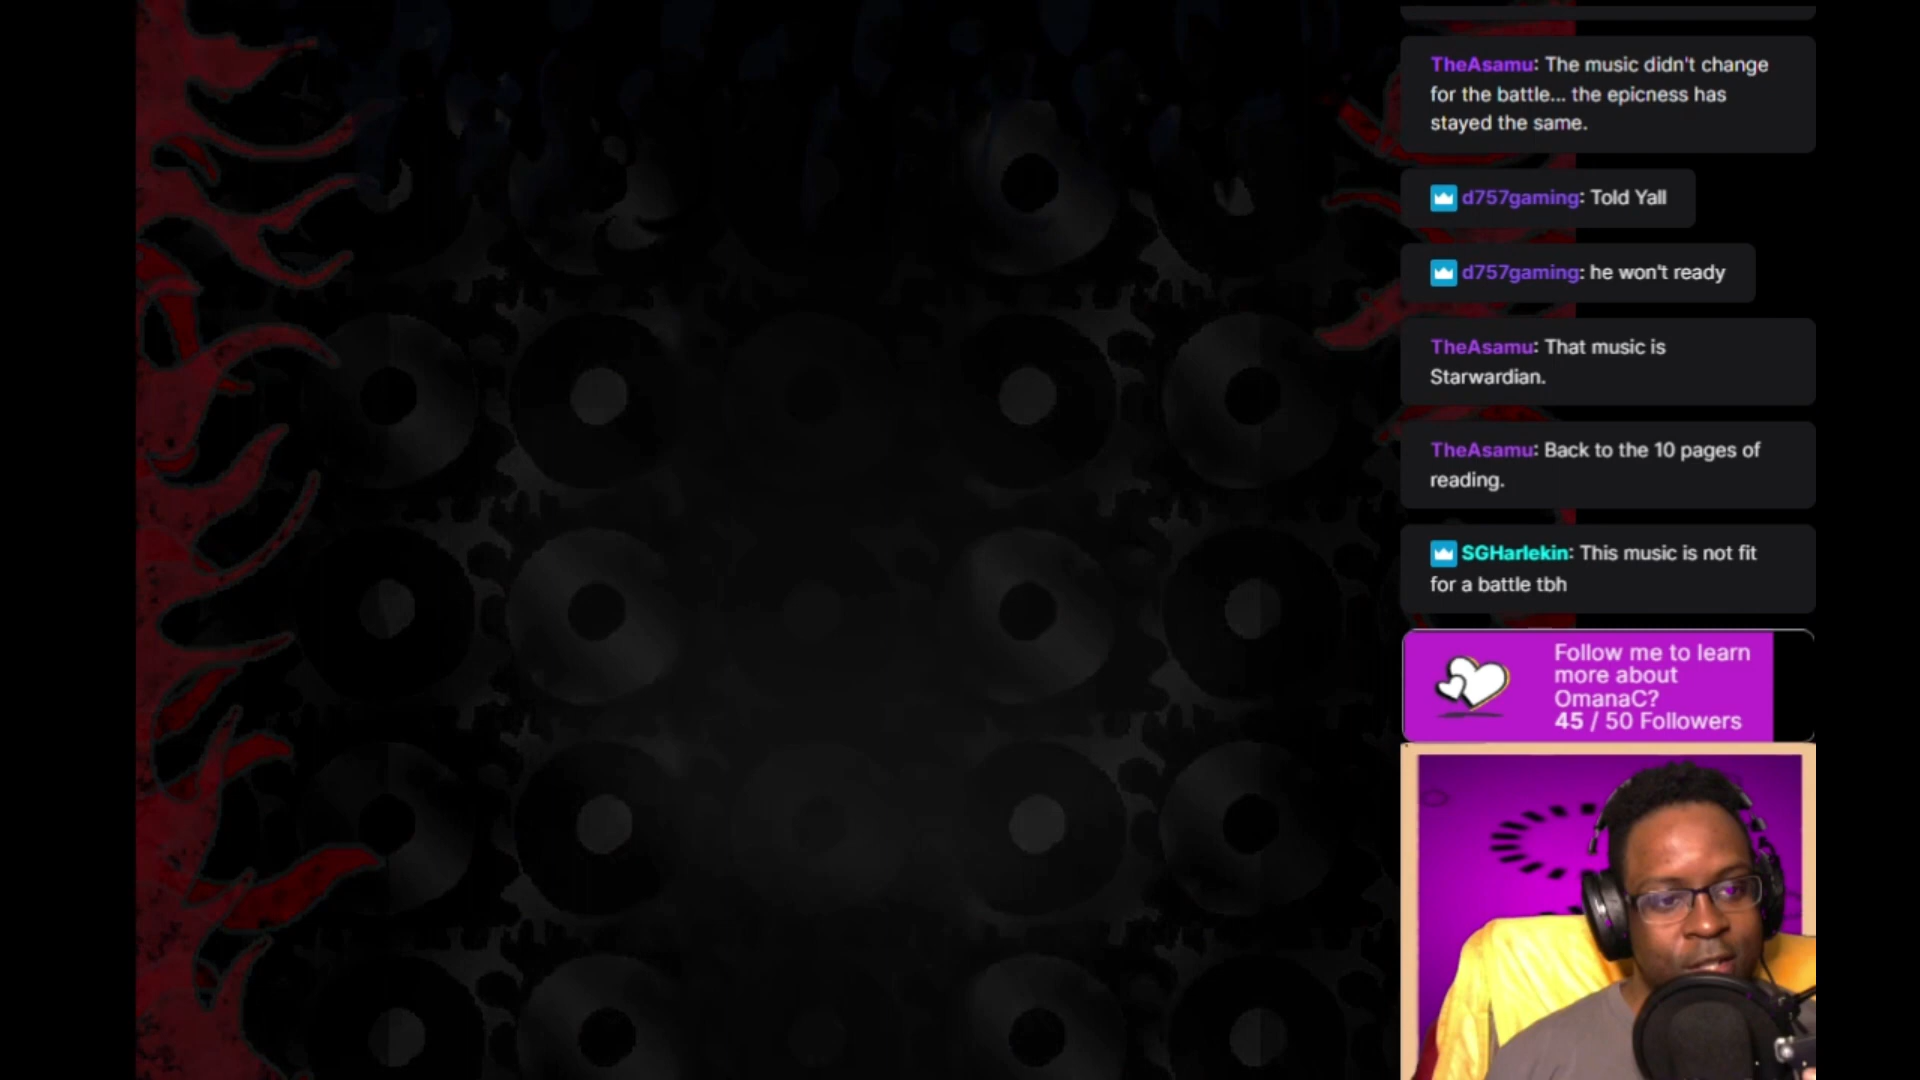 TheAsamu: The music didn't change
for the battle... the epicness has
stayed the same.
d757gaming: Told Yall
d757gaming: he won't ready
TheAsamu: That music is
Starwardian.
TheAsamu: Back to the 10 pages of
reading.
SGHarlekin: This music is not fit
for a battle tbh
Follow me to learn
more about
OmanaC?
45 / 50 Followers